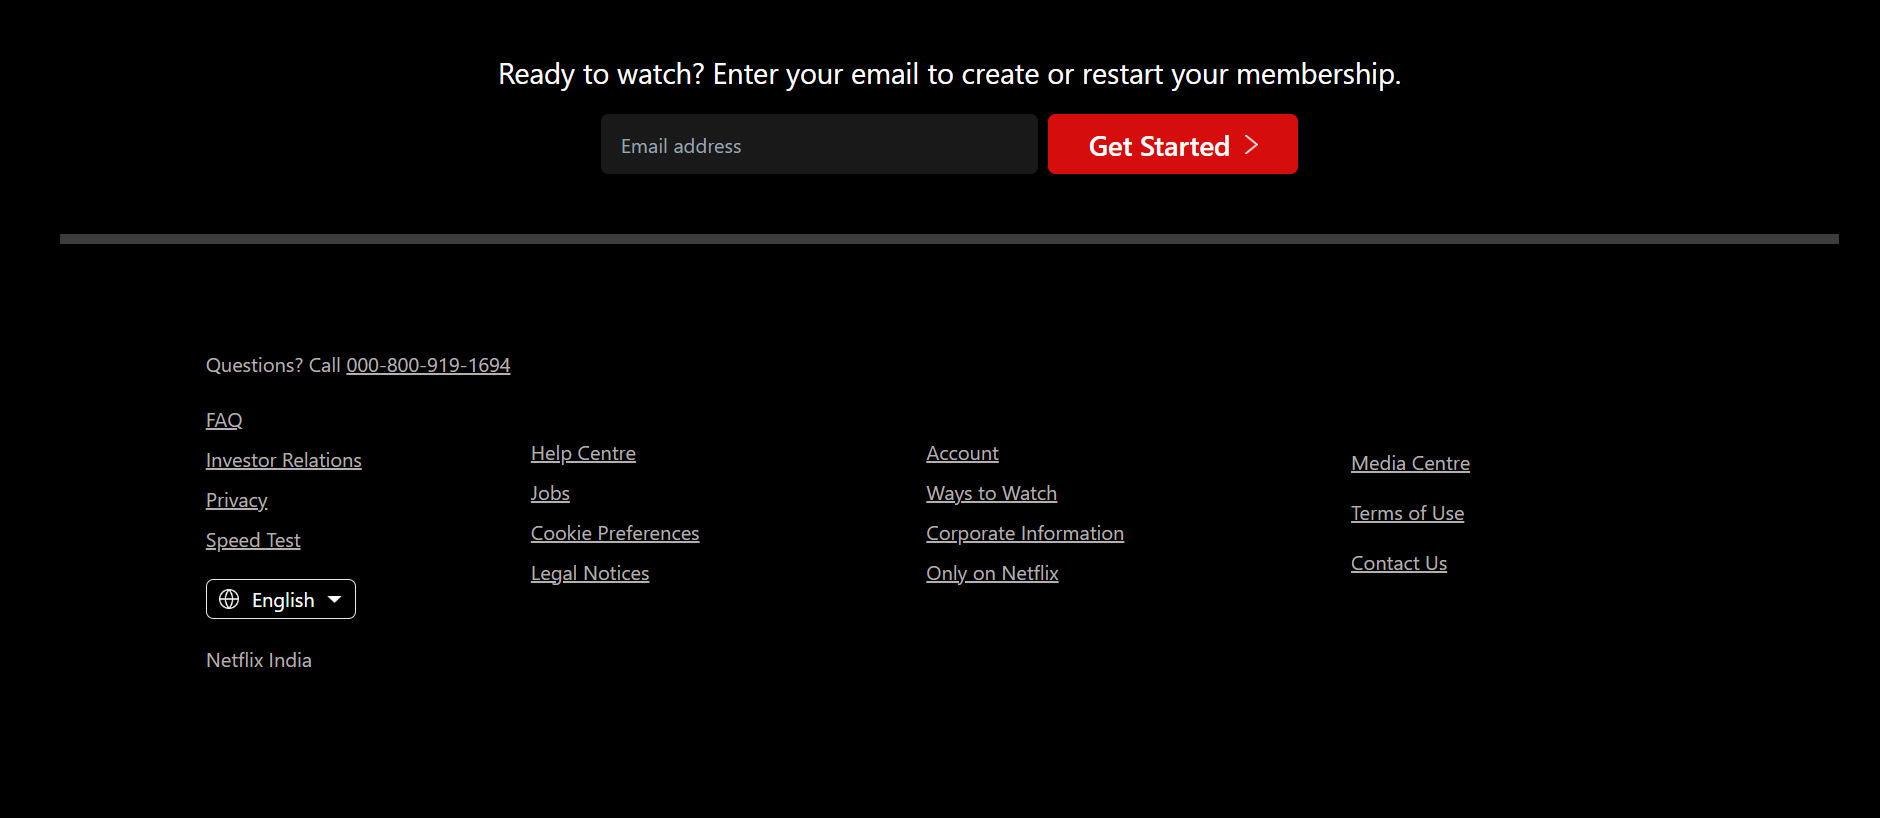 Ready to watch? Enter your email to create or restart your membership.
Email address
Get Started
Questions? Call 000-800-919-1694
FAQ
Investor Relations
Privacy
Speed Test
English
Netflix India
Help Centre
Jobs
Cookie Preferences
Legal Notices
Account
Ways to Watch
Corporate Information
Only on Netflix
Media Centre
Terms of Use
Contact Us